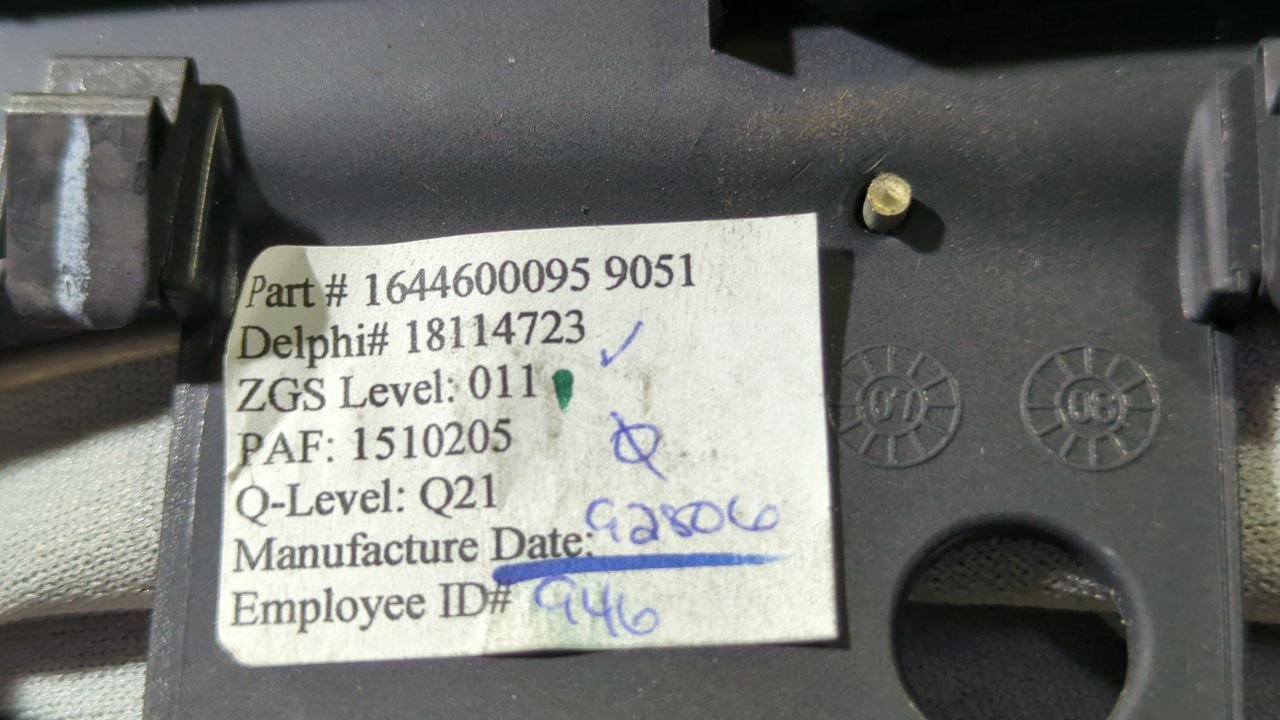 Part # 1644600095 9051
Delphi# 18114723
ZGS Level: 011
PAF: 1510205
Q-Level: Q21
Manufacture Date: 92806
Employee ID# 946
07
08